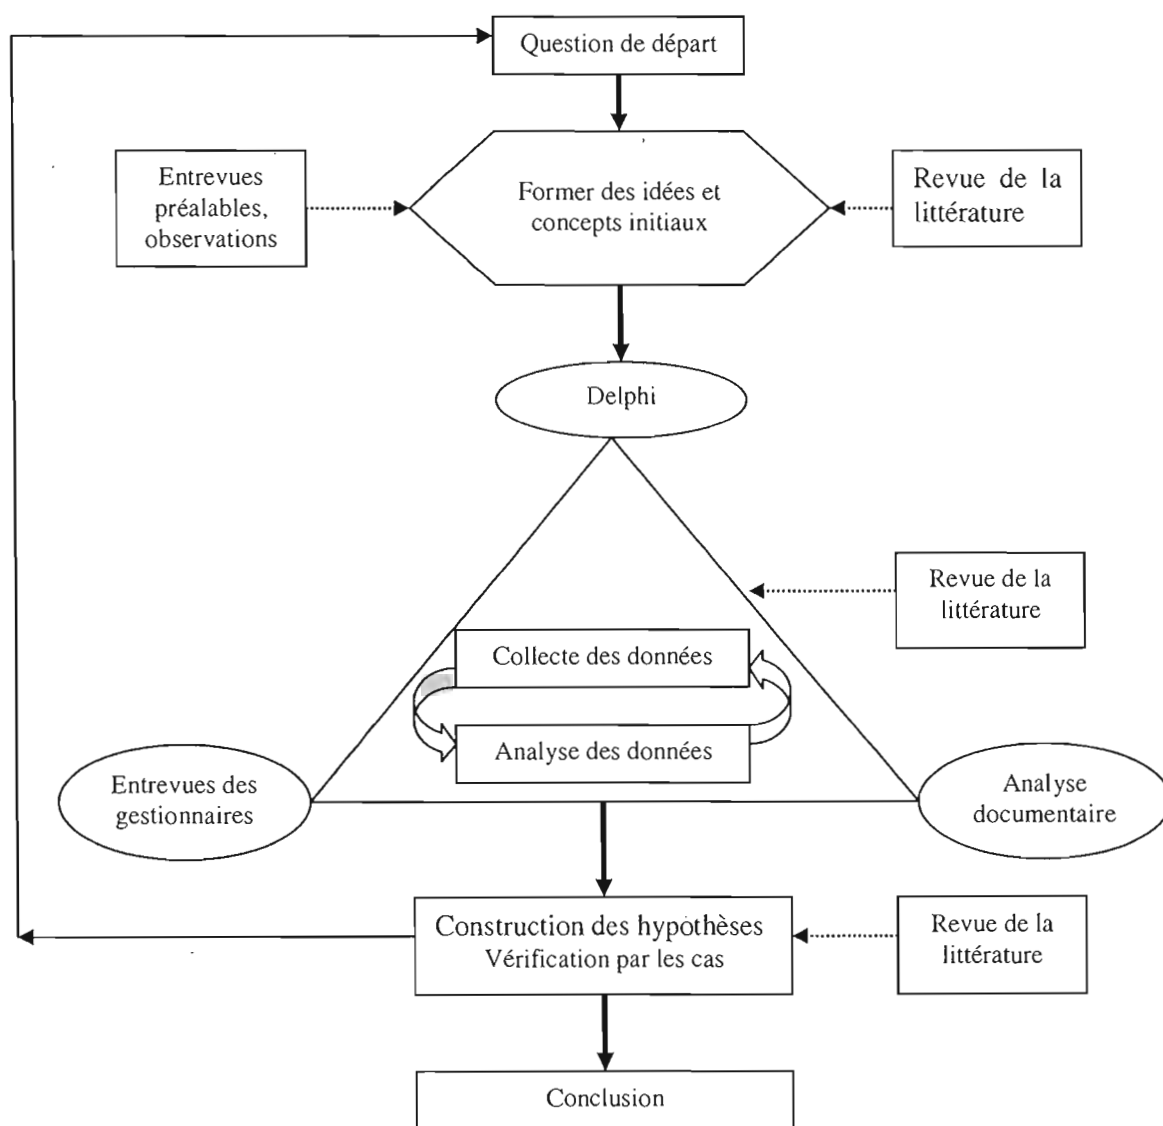 Question de départ
Entrevues
préalables,
observations
Former des idées et
concepts initiaux
Revue de la
littérature
Delphi
Revue de la
littérature
Collecte des données
Analyse des données
Entrevues des
gestionnaires
Analyse
documentaire
Construction des hypothèses
Vérification par les cas
Revue de la
littérature
Conclusion